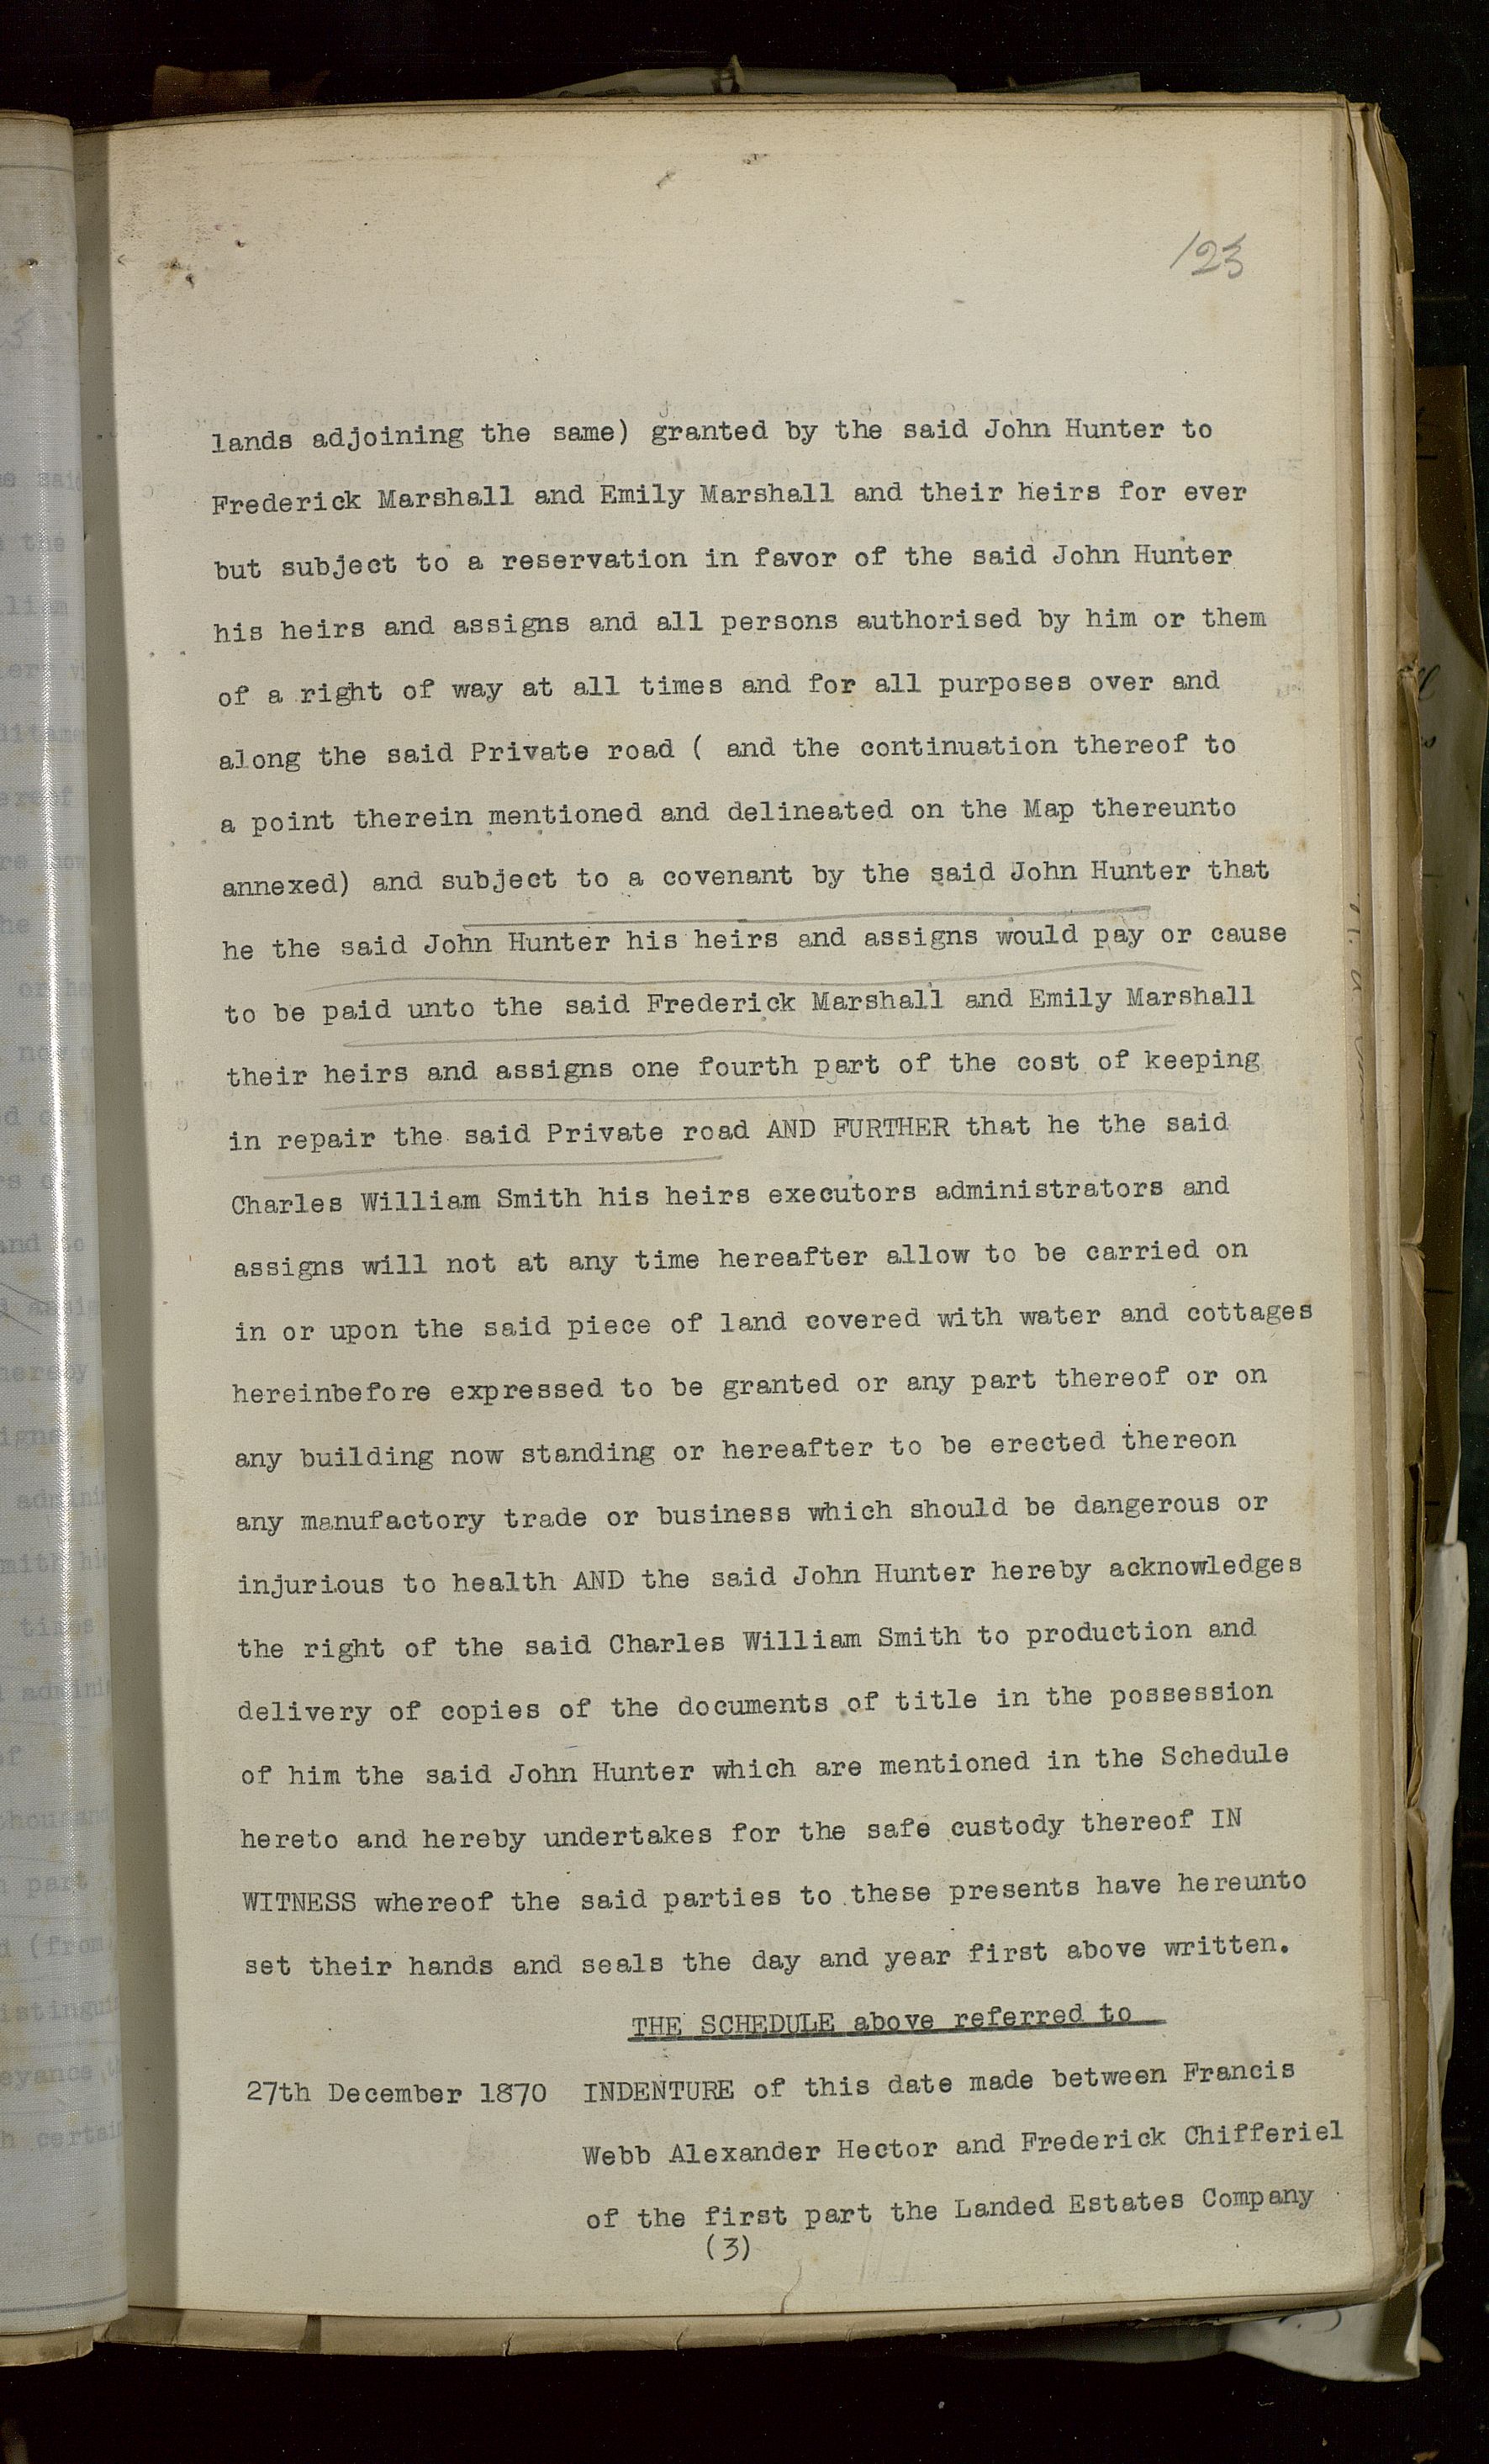 123
lands adjoining the same) granted by the said John Hunter to
Frederick Marshall and Emily Marshall and their heirs for ever
but subject to a reservation in favor of the said John Hunter
his heirs and assigns and all persons authorised by him or them
of a right of way at all times and for all purposes over and
along the said Private road ( and the continuation thereof to
a point therein mentioned and delineated on the Map thereunto
annexed) and subject to a covenant by the said John Hunter that
he the said John Hunter his heirs and assigns would pay or cause
to be paid unto the said Frederick Marshall and Emily Marshall
their heirs and assigns one fourth part of the cost of keeping
in repair the said Private road AND FURTHER that he the said
Charles William Smith his heirs executors administrators and
assigns will not at any time hereafter allow to be carried on
in or upon the said piece of land covered with water and cottages
hereinbefore expressed to be granted or any part thereof or on
any building now standing or hereafter to be erected thereon
any manufactory trade or business which should be dangerous or
injurious to health AND the said John Hunter hereby acknowledges
the right of the said Charles William Smith to production and
delivery of copies of the documents of title in the possession
of him the said John Hunter which are mentioned in the Schedule
hereto and hereby undertakes for the safe custody thereof IN
WITNESS whereof the said parties to these presents have hereunto
set their hands and seals the day and year first above written.
THE SCHEDULE above referred to
27th December 1870 INDENTURE of this date made between Francis
Webb Alexander Hector and Frederick Chifferiel
of the first part the Landed Estates Company
(3)